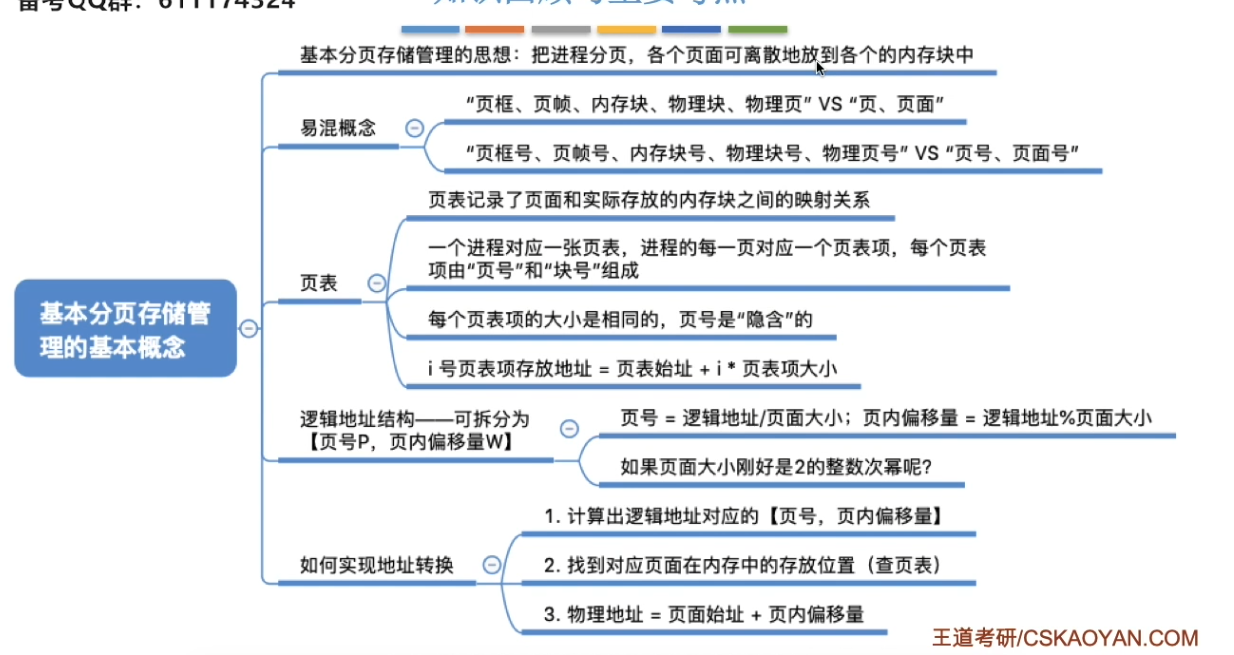 备考QQ群：611174324
基本分页存储管理的思想：把进程分页，各个页面可离散地放到各个的内存块中
易混概念
“页框、页帧、内存块、物理块、物理页” VS “页、页面”
“页框号、页帧号、内存块号、物理块号、物理页号” VS “页号、页面号”
页表
页表记录了页面和实际存放的内存块之间的映射关系
一个进程对应一张页表，进程的每一页对应一个页表项，每个页表
项由“页号”和“块号”组成
每个页表项的大小是相同的，页号是“隐含”的
i 号页表项存放地址 = 页表始址 + i * 页表项大小
基本分页存储管
理的基本概念
逻辑地址结构——可拆分为
【页号P，页内偏移量W】
页号 = 逻辑地址/页面大小；页内偏移量 = 逻辑地址%页面大小
如果页面大小刚好是2的整数次幂呢?
如何实现地址转换
1. 计算出逻辑地址对应的【页号，页内偏移量】
2. 找到对应页面在内存中的存放位置（查页表）
3. 物理地址 = 页面始址 + 页内偏移量
王道考研/CSKAOYAN.COM